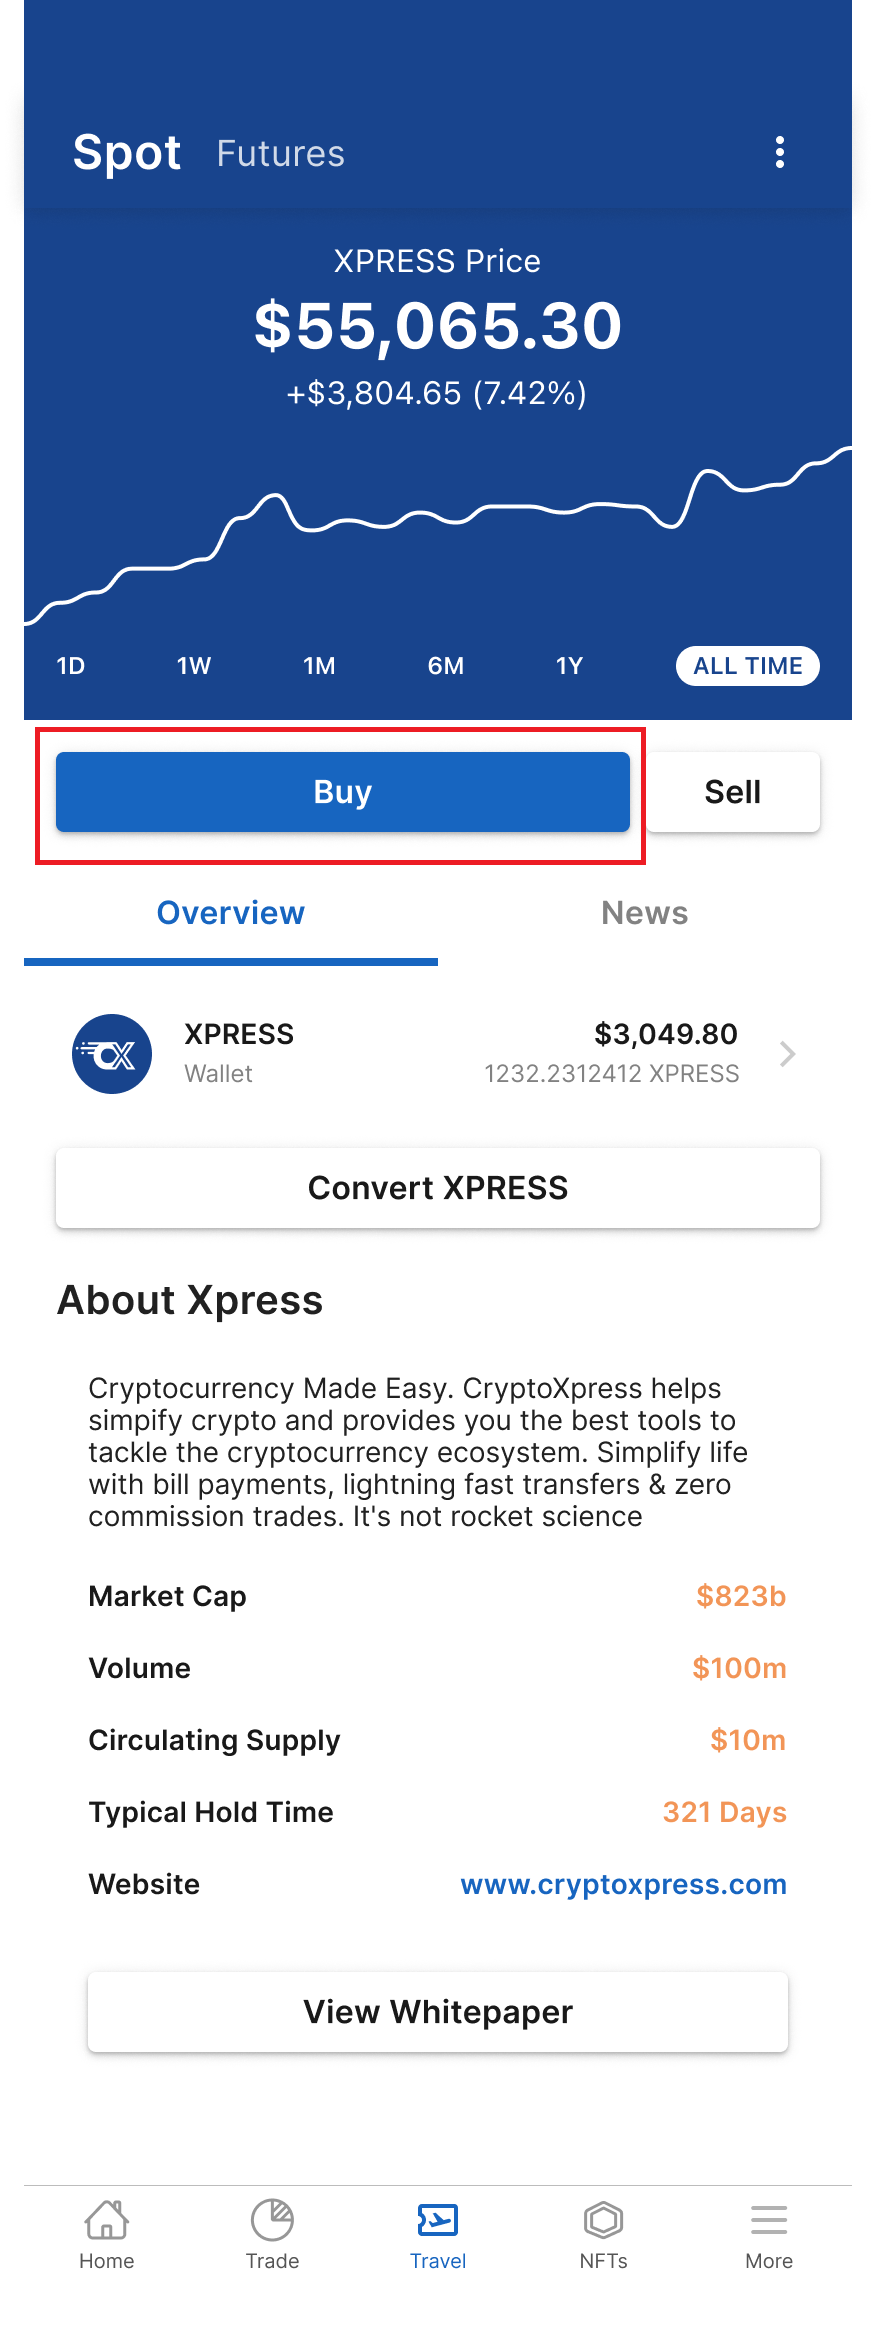 Spot Futures
XPRESS Price
$55,065.30
+$3,804.65 (7.42%)
1D 1W 1M 6M 1Y ALL TIME
Buy Sell
Overview News
XPRESS $3,049.80
Wallet 1232.2312412 XPRESS
CX
Convert XPRESS
About Xpress
Cryptocurrency Made Easy. CryptoXpress helps
simpify crypto and provides you the best tools to
tackle the cryptocurrency ecosystem. Simplify life
with bill payments, lightning fast transfers & zero
commission trades. It's not rocket science
Market Cap $823b
Volume $100m
Circulating Supply $10m
Typical Hold Time 321 Days
Website www.cryptoxpress.com
View Whitepaper
Home Trade Travel NFTs More